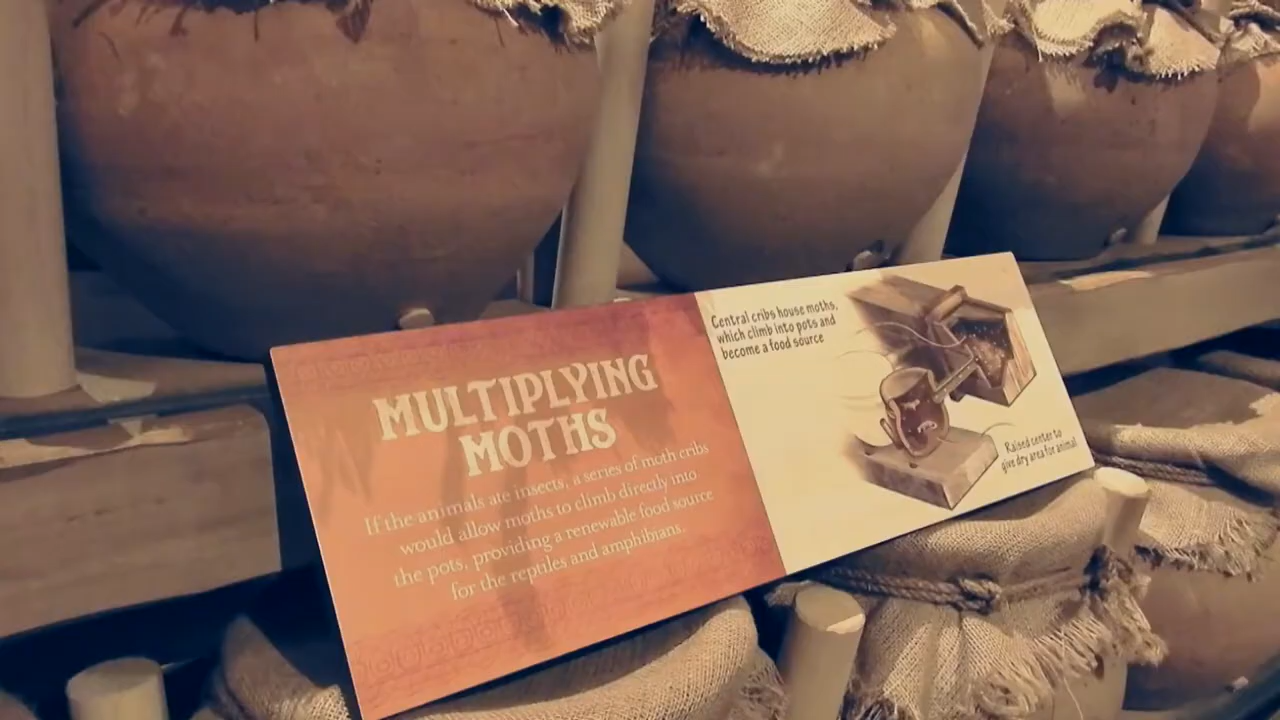 MULTIPLYING
MOTHS
If the animals ate insects, a series of moth cribs
would allow moths to climb directly into
the pots, providing a renewable food source
for the reptiles and amphibians.
Central cribs house moths,
which climb into pots and
become a food source
Raised center to
give dry area for animal